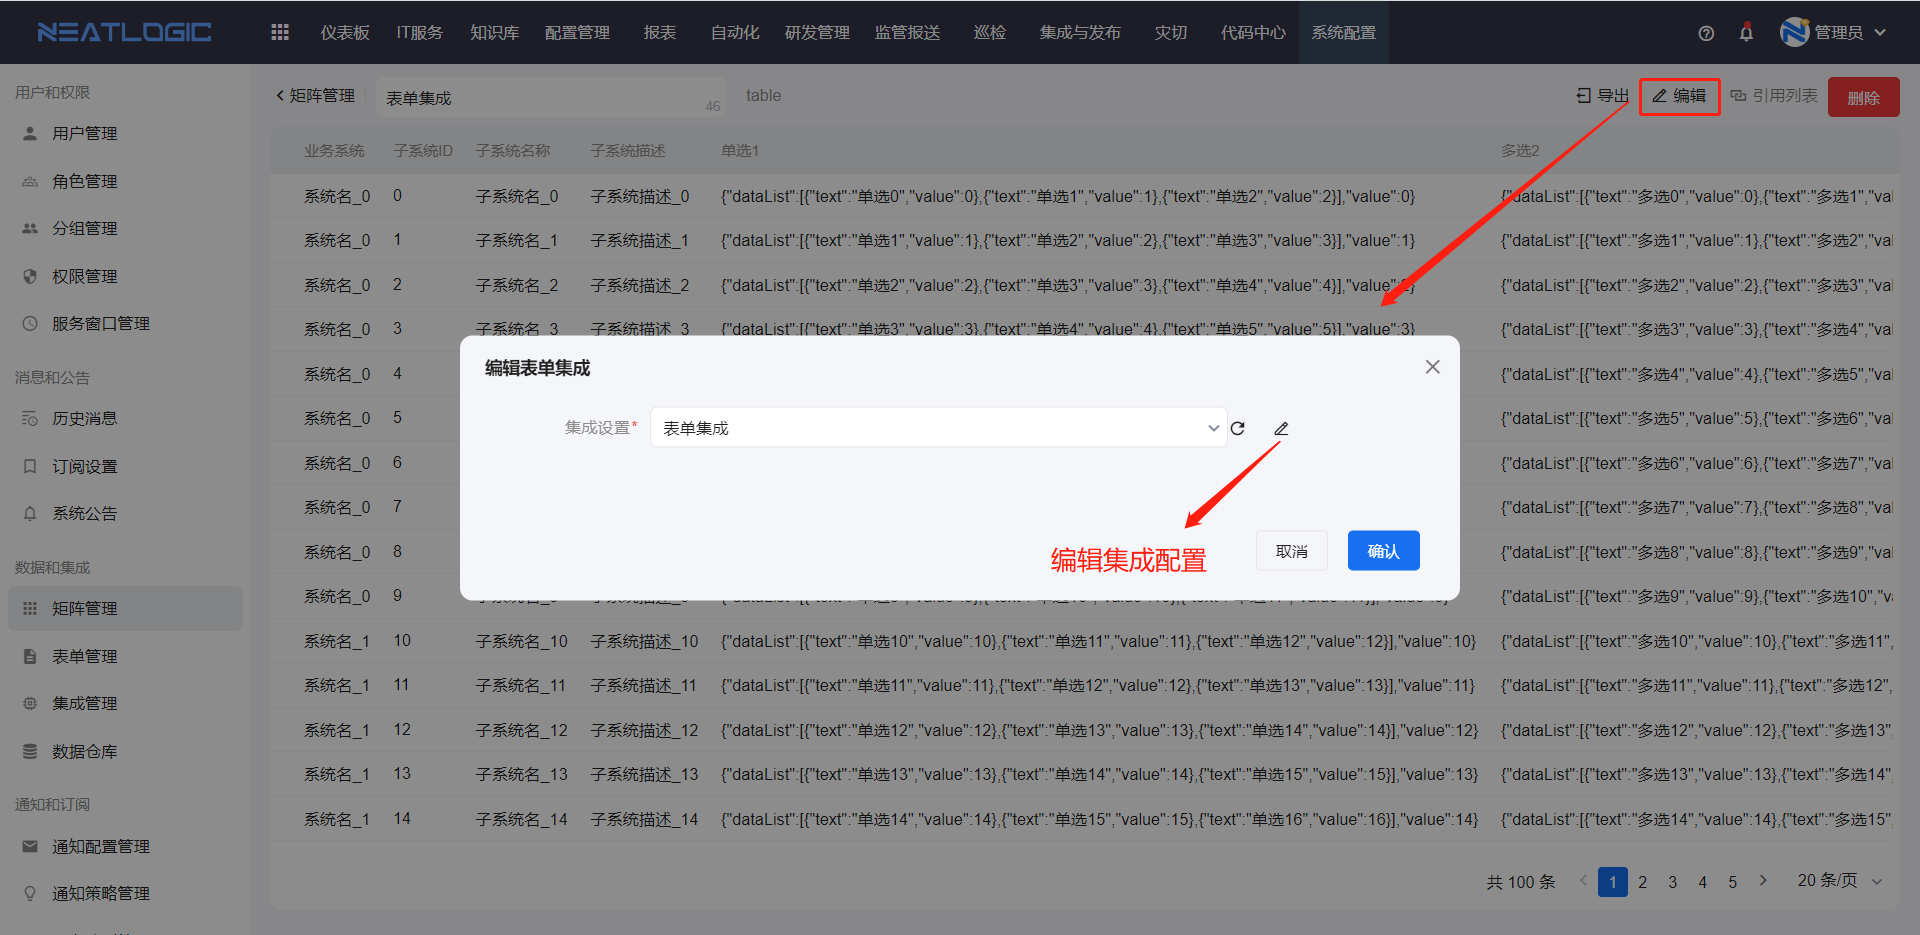 NEATLOGIC
仪表板 IT服务 知识库 配置管理 报表 自动化 研发管理 监管报送 巡检 集成与发布 灾切 代码中心 系统配置
管理员
用户和权限
用户管理
角色管理
分组管理
权限管理
服务窗口管理
消息和公告
历史消息
订阅设置
系统公告
数据和集成
矩阵管理
表单管理
集成管理
数据仓库
通知和订阅
通知配置管理
通知策略管理
矩阵管理 表单集成 46 table
导出 编辑 引用列表 删除
业务系统 子系统ID 子系统名称 子系统描述 单选1 多选2
系统名_0 0 子系统名_0 子系统描述_0 {"dataList":[{"text":"单选0","value":0},{"text":"单选1","value":1},{"text":"单选2","value":2}],"value":0} {"dataList":[{"text":"多选0","value":0},{"text":"多选1","val
系统名_0 1 子系统名_1 子系统描述_1 {"dataList":[{"text":"单选1","value":1},{"text":"单选2","value":2},{"text":"单选3","value":3}],"value":1} {"dataList":[{"text":"多选1","value":1},{"text":"多选2","val
系统名_0 2 子系统名_2 子系统描述_2 {"dataList":[{"text":"单选2","value":2},{"text":"单选3","value":3},{"text":"单选4","value":4}],"value":2} {"dataList":[{"text":"多选2","value":2},{"text":"多选3","val
系统名_0 3 子系统名_3 子系统描述_3 {"dataList":[{"text":"单选3","value":3},{"text":"单选4","value":4},{"text":"单选5","value":5}],"value":3} {"dataList":[{"text":"多选3","value":3},{"text":"多选4","val
系统名_0 4 {"dataList":[{"text":"多选4","value":4},{"text":"多选5","val
系统名_0 5 {"dataList":[{"text":"多选5","value":5},{"text":"多选6","val
系统名_0 6 {"dataList":[{"text":"多选6","value":6},{"text":"多选7","val
系统名_0 7 {"dataList":[{"text":"多选7","value":7},{"text":"多选8","val
系统名_0 8 {"dataList":[{"text":"多选8","value":8},{"text":"多选9","val
系统名_0 9 {"dataList":[{"text":"多选9","value":9},{"text":"多选10","v
系统名_1 10 子系统名_10 子系统描述_10 {"dataList":[{"text":"单选10","value":10},{"text":"单选11","value":11},{"text":"单选12","value":12}],"value":10} {"dataList":[{"text":"多选10","value":10},{"text":"多选11",
系统名_1 11 子系统名_11 子系统描述_11 {"dataList":[{"text":"单选11","value":11},{"text":"单选12","value":12},{"text":"单选13","value":13}],"value":11} {"dataList":[{"text":"多选11","value":11},{"text":"多选12",
系统名_1 12 子系统名_12 子系统描述_12 {"dataList":[{"text":"单选12","value":12},{"text":"单选13","value":13},{"text":"单选14","value":14}],"value":12} {"dataList":[{"text":"多选12","value":12},{"text":"多选13",
系统名_1 13 子系统名_13 子系统描述_13 {"dataList":[{"text":"单选13","value":13},{"text":"单选14","value":14},{"text":"单选15","value":15}],"value":13} {"dataList":[{"text":"多选13","value":13},{"text":"多选14",
系统名_1 14 子系统名_14 子系统描述_14 {"dataList":[{"text":"单选14","value":14},{"text":"单选15","value":15},{"text":"单选16","value":16}],"value":14} {"dataList":[{"text":"多选14","value":14},{"text":"多选15",
共 100 条 1 2 3 4 5 20 条/页
编辑表单集成
集成设置* 表单集成
编辑集成配置
取消 确认